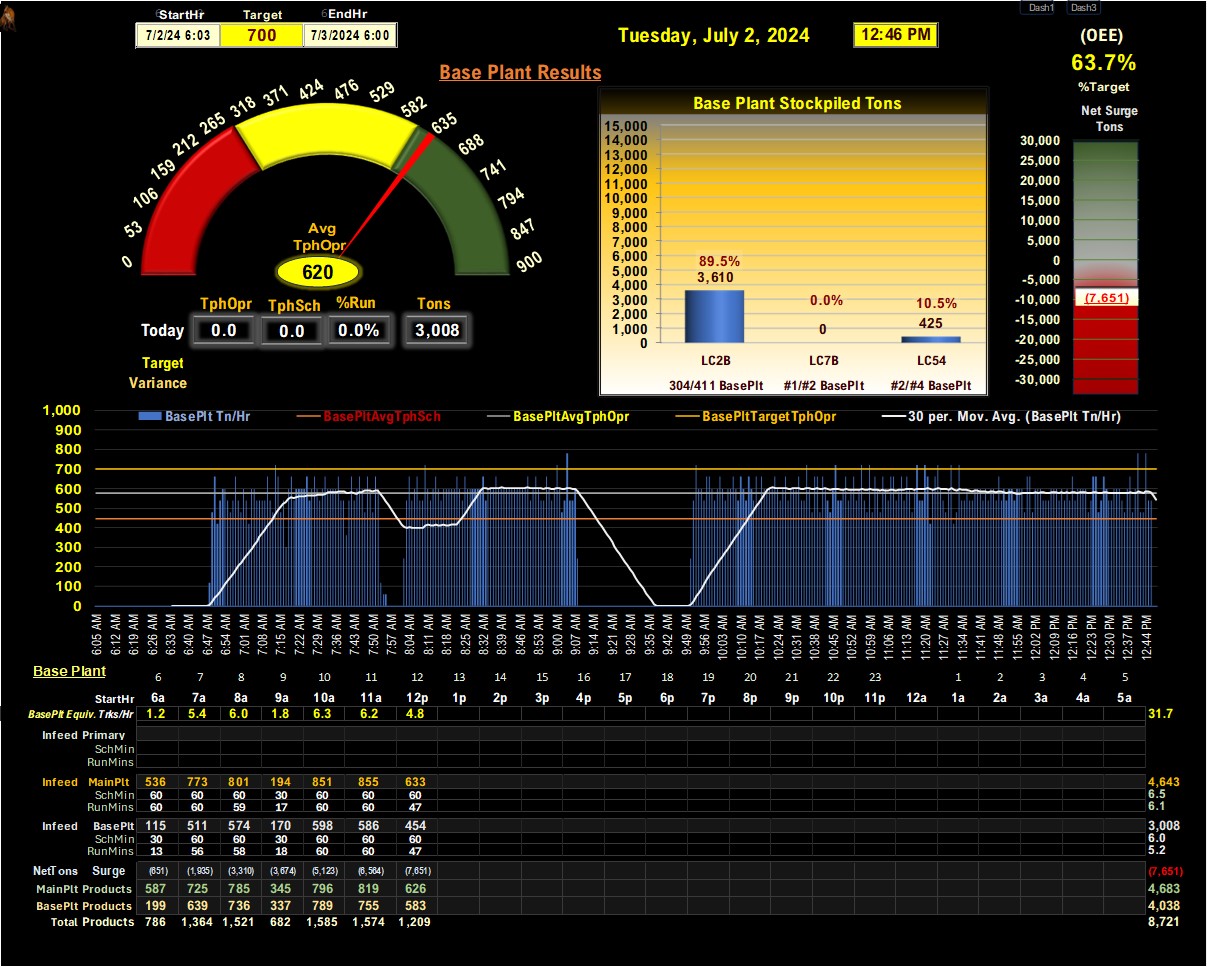 Dash1 Dash3
StartHr Target EndHr
7/2/24 6:03 700 7/3/2024 6:00
Tuesday, July 2, 2024 12:46 PM
(OEE)
63.7%
%Target
Base Plant Results
0 53 106 159 212 265 318 371 424 476 529 582 635 688 741 794 847 900
Avg
TphOpr
620
TphOpr TphSch %Run Tons
Today 0.0 0.0 0.0% 3,008
Target
Variance
Base Plant Stockpiled Tons
15,000
14,000
13,000
12,000
11,000
10,000
9,000
8,000
7,000
6,000
5,000
4,000
3,000
2,000
1,000
0
89.5% 0.0% 10.5%
3,610 0 425
LC2B LC7B LC54
304/411 BasePlt #1/#2 BasePlt #2/#4 BasePlt
Net Surge
Tons
30,000
25,000
20,000
15,000
10,000
5,000
0
-5,000
-10,000
-15,000
-20,000
-25,000
-30,000
(7,651)
BasePlt Tn/Hr BasePltAvgTphSch BasePltAvgTphOpr BasePltTargetTphOpr 30 per. Mov. Avg. (BasePlt Tn/Hr)
1,000
900
800
700
600
500
400
300
200
100
0
6:05 AM 6:12 AM 6:19 AM 6:26 AM 6:33 AM 6:40 AM 6:47 AM 6:54 AM 7:01 AM 7:08 AM 7:15 AM 7:22 AM 7:29 AM 7:36 AM 7:43 AM 7:50 AM 7:57 AM 8:04 AM 8:11 AM 8:18 AM 8:25 AM 8:32 AM 8:39 AM 8:46 AM 8:53 AM 9:00 AM 9:07 AM 9:14 AM 9:21 AM 9:28 AM 9:35 AM 9:42 AM 9:49 AM 9:56 AM 10:03 AM 10:10 AM 10:17 AM 10:24 AM 10:31 AM 10:38 AM 10:45 AM 10:52 AM 10:59 AM 11:06 AM 11:13 AM 11:20 AM 11:27 AM 11:34 AM 11:41 AM 11:48 AM 11:55 AM 12:02 PM 12:09 PM 12:16 PM 12:23 PM 12:30 PM 12:37 PM 12:44 PM
Base Plant
6 7 8 9 10 11 12 13 14 15 16 17 18 19 20 21 22 23 1 2 3 4 5
StartHr 6a 7a 8a 9a 10a 11a 12p 1p 2p 3p 4p 5p 6p 7p 8p 9p 10p 11p 12a 1a 2a 3a 4a 5a
BasePlt Equiv. Trks/Hr 1.2 5.4 6.0 1.8 6.3 6.2 4.8 31.7
Infeed Primary
SchMin
RunMins
Infeed MainPlt 536 773 801 194 851 855 633 4,643
SchMin 60 60 60 30 60 60 60 6.5
RunMins 60 60 59 17 60 60 47 6.1
Infeed BasePlt 115 511 574 170 598 586 454 3,008
SchMin 30 60 60 30 60 60 60 6.0
RunMins 13 56 58 18 60 60 47 5.2
NetTons Surge (651) (1,935) (3,310) (3,674) (5,123) (6,564) (7,651) (7,651)
MainPlt Products 587 725 785 345 796 819 626 4,683
BasePlt Products 199 639 736 337 789 755 583 4,038
Total Products 786 1,364 1,521 682 1,585 1,574 1,209 8,721